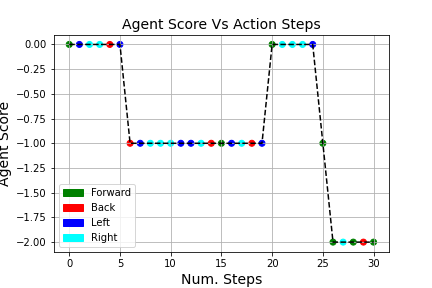 Agent Score Vs Action Steps
0.00
−0.25
−0.50
−0.75
−1.00
−1.25
−1.50
−1.75
−2.00
Agent Score
Forward
Back
Left
Right
0 5 10 15 20 25 30
Num. Steps